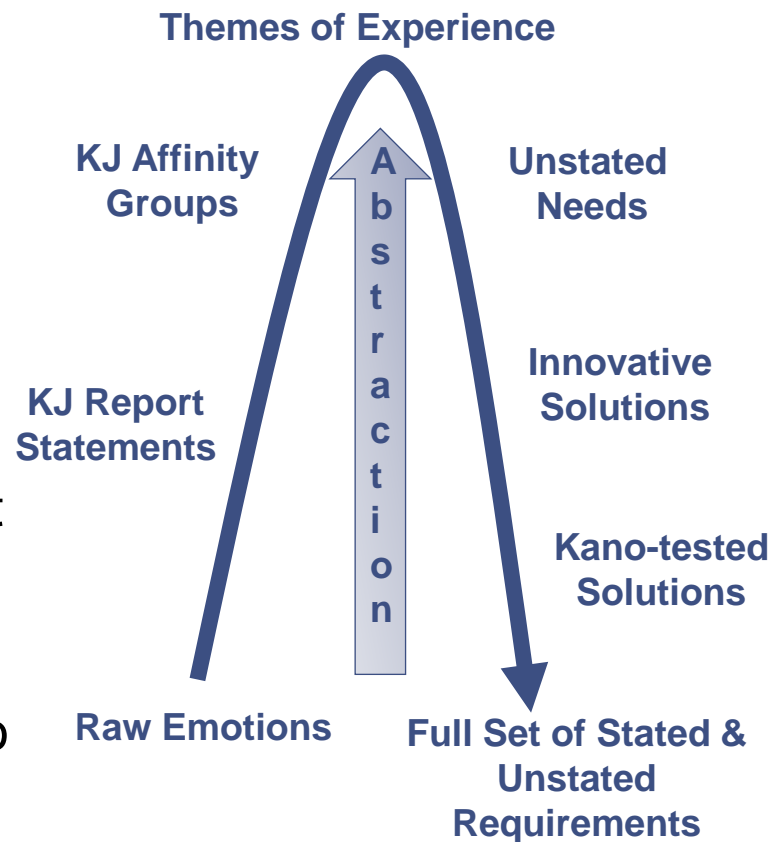 Themes of Experience
KJ Affinity
Groups
Unstated
Needs
Abstraction
Innovative
Solutions
KJ Report
Statements
Kano-tested
Solutions
Raw Emotions
Full Set of Stated &
Unstated
Requirements